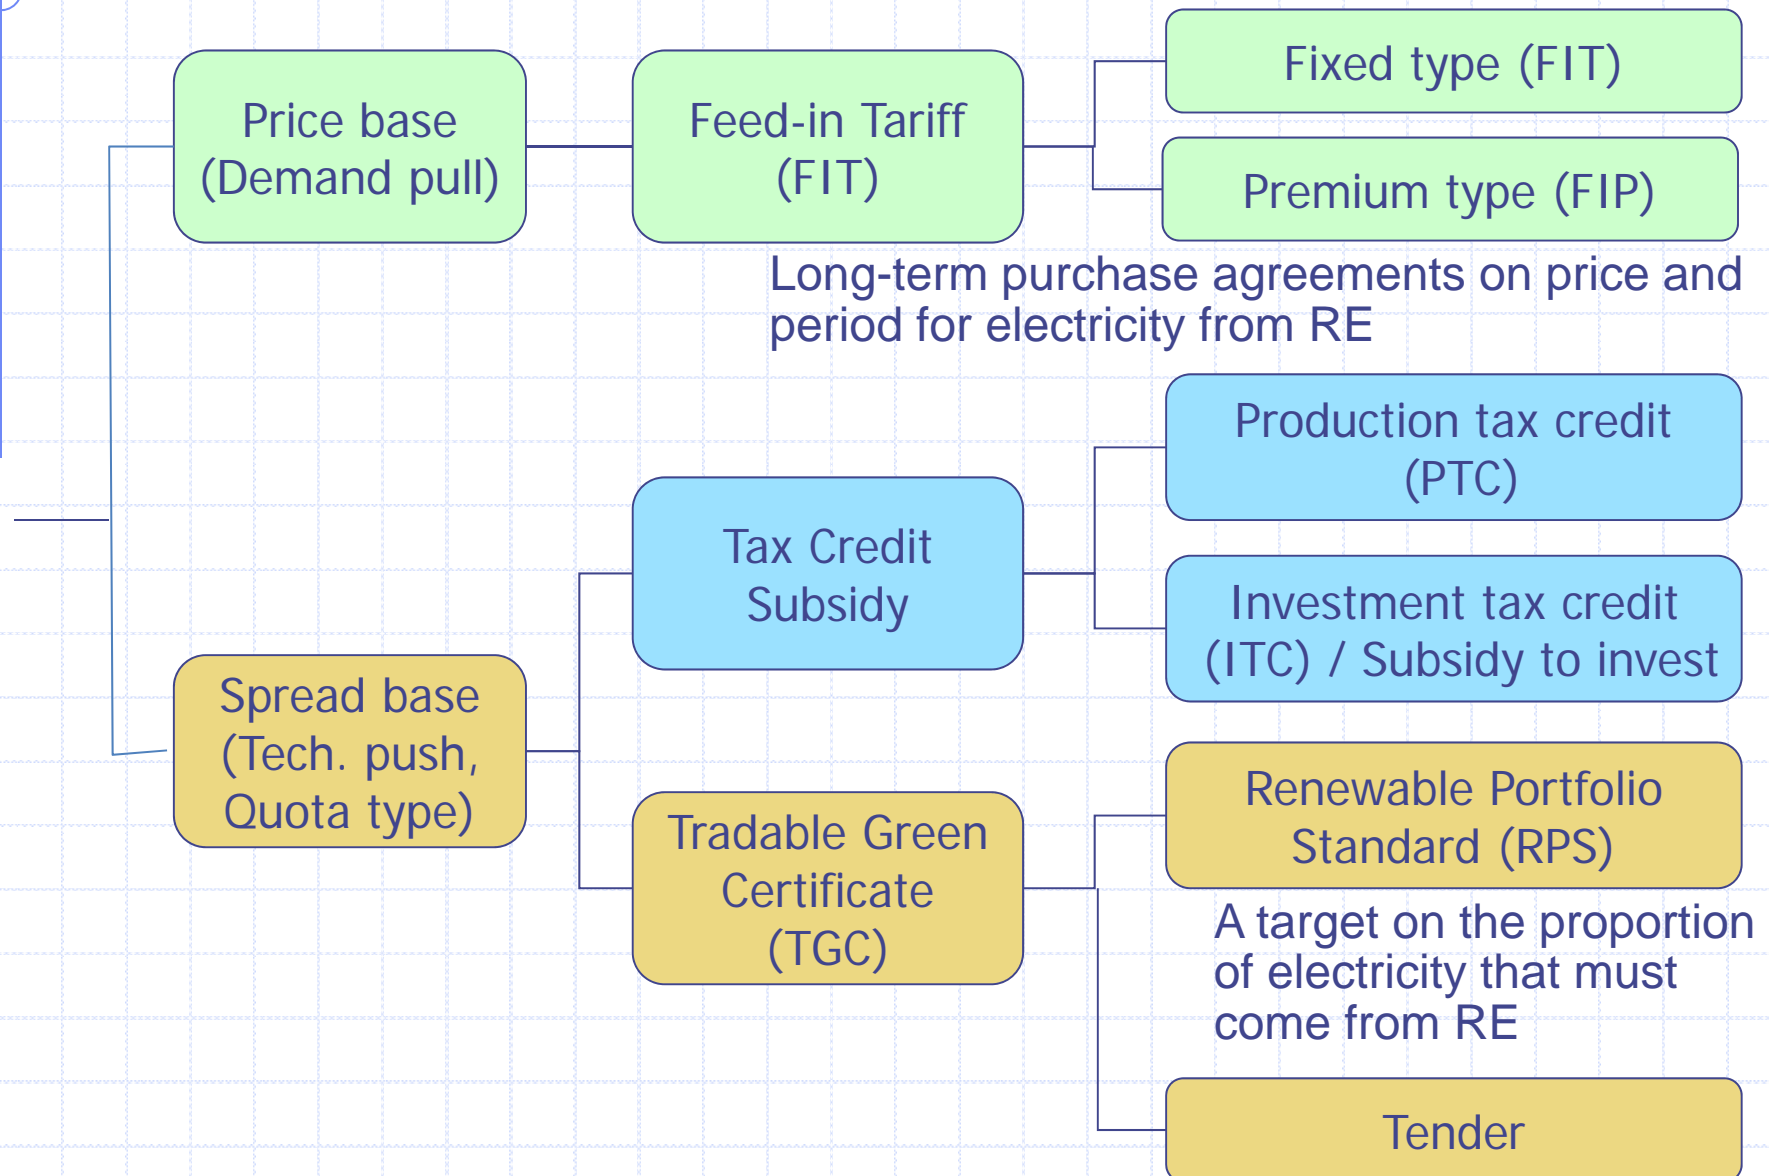 Price base
(Demand pull)
Feed-in Tariff
(FIT)
Fixed type (FIT)
Premium type (FIP)
Long-term purchase agreements on price and
period for electricity from RE
Production tax credit
(PTC)
Tax Credit
Subsidy
Investment tax credit
(ITC) / Subsidy to invest
Spread base
(Tech. push,
Quota type)
Tradable Green
Certificate
(TGC)
Renewable Portfolio
Standard (RPS)
A target on the proportion
of electricity that must
come from RE
Tender